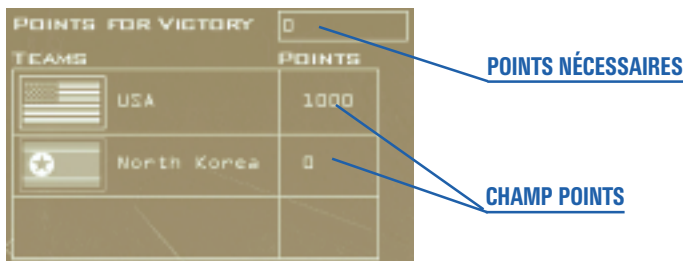 POINTS FOR VICTORY 0
TEAMS POINTS
POINTS NÉCESSAIRES
USA 1000
North Korea 0
CHAMP POINTS